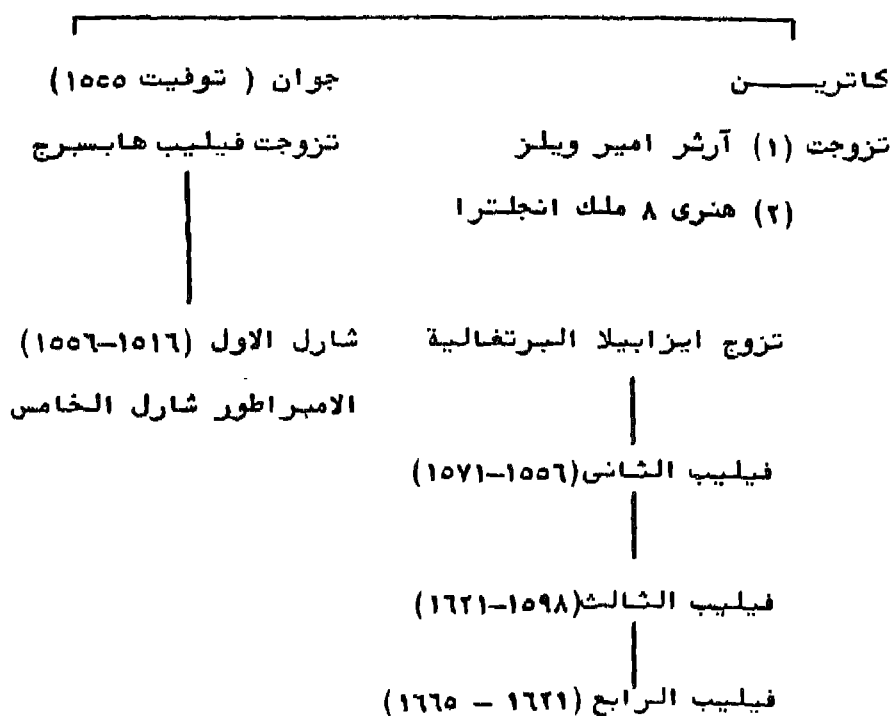 كاتريـــــن
جوان ( توفيت ١٥٥٥)
تزوجت (١) آرثر امير ويلز
تزوجت فيليب هابسبرج
(٢) هنرى ٨ ملك انجلترا
تزوج ايزابيلا البرتغالية
شارل الاول (١٥١٦–١٥٥٦)
الامبراطور شارل الخامس
فيليب الثانى(١٥٥٦–١٥٧١)
فيليب الثالث(١٥٩٨–١٦٢١)
فيليب الرابع (١٦٢١ – ١٦٦٥ )